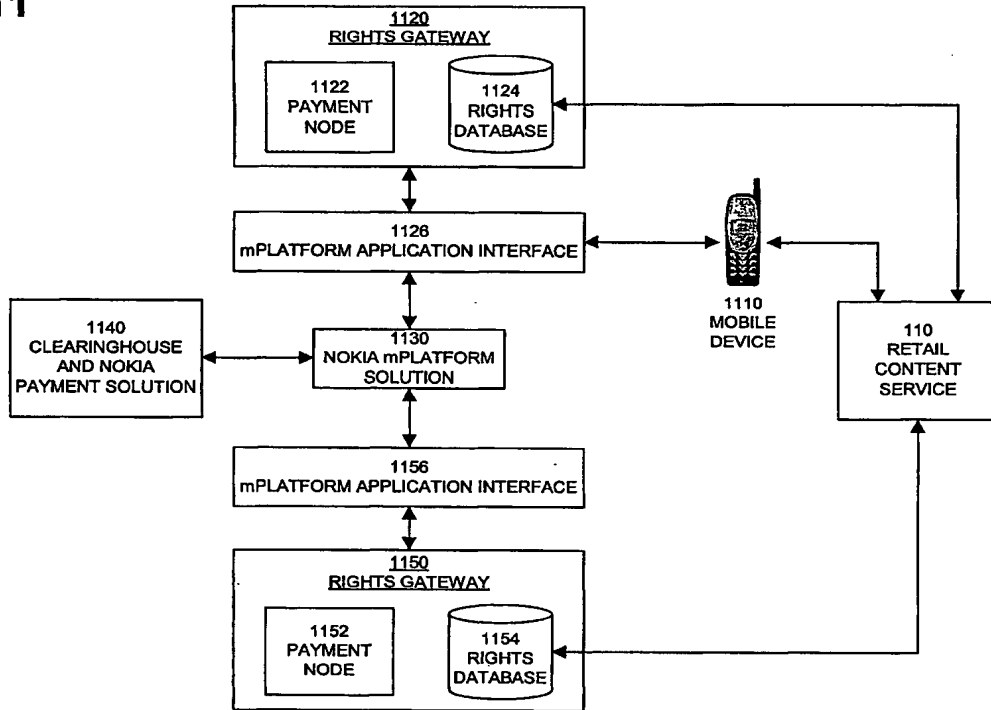 1120
RIGHTS GATEWAY
1122
PAYMENT
NODE
1124
RIGHTS
DATABASE
1126
mPLATFORM APPLICATION INTERFACE
1110
MOBILE
DEVICE
1140
CLEARINGHOUSE
AND NOKIA
PAYMENT SOLUTION
1130
NOKIA mPLATFORM
SOLUTION
110
RETAIL
CONTENT
SERVICE
1156
mPLATFORM APPLICATION INTERFACE
1150
RIGHTS GATEWAY
1152
PAYMENT
NODE
1154
RIGHTS
DATABASE